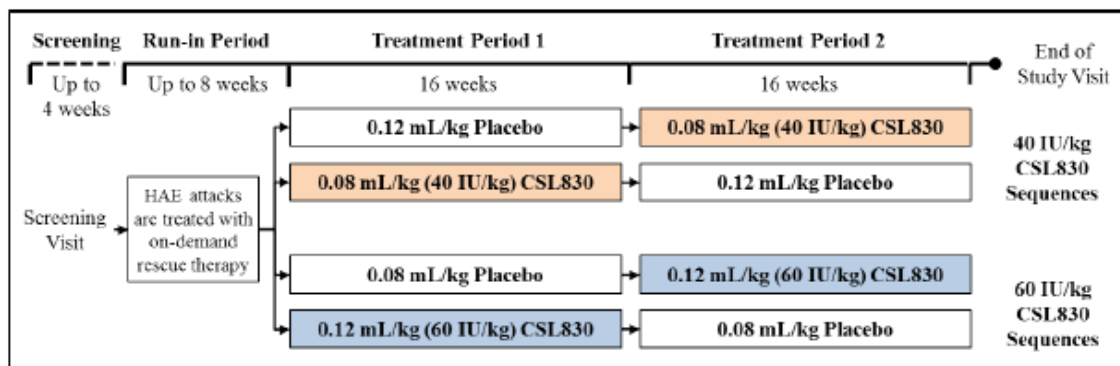 Screening Run-in Period Treatment Period 1 Treatment Period 2
Up to
4 weeks
Up to 8 weeks
16 weeks
16 weeks
End of
Study Visit
Screening
Visit
HAE attacks
are treated with
on-demand
rescue therapy
0.12 mL/kg Placebo
0.08 mL/kg (40 IU/kg) CSL830
0.08 mL/kg (40 IU/kg) CSL830
0.12 mL/kg Placebo
40 IU/kg
CSL830
Sequences
0.08 mL/kg Placebo
0.12 mL/kg (60 IU/kg) CSL830
0.12 mL/kg (60 IU/kg) CSL830
0.08 mL/kg Placebo
60 IU/kg
CSL830
Sequences